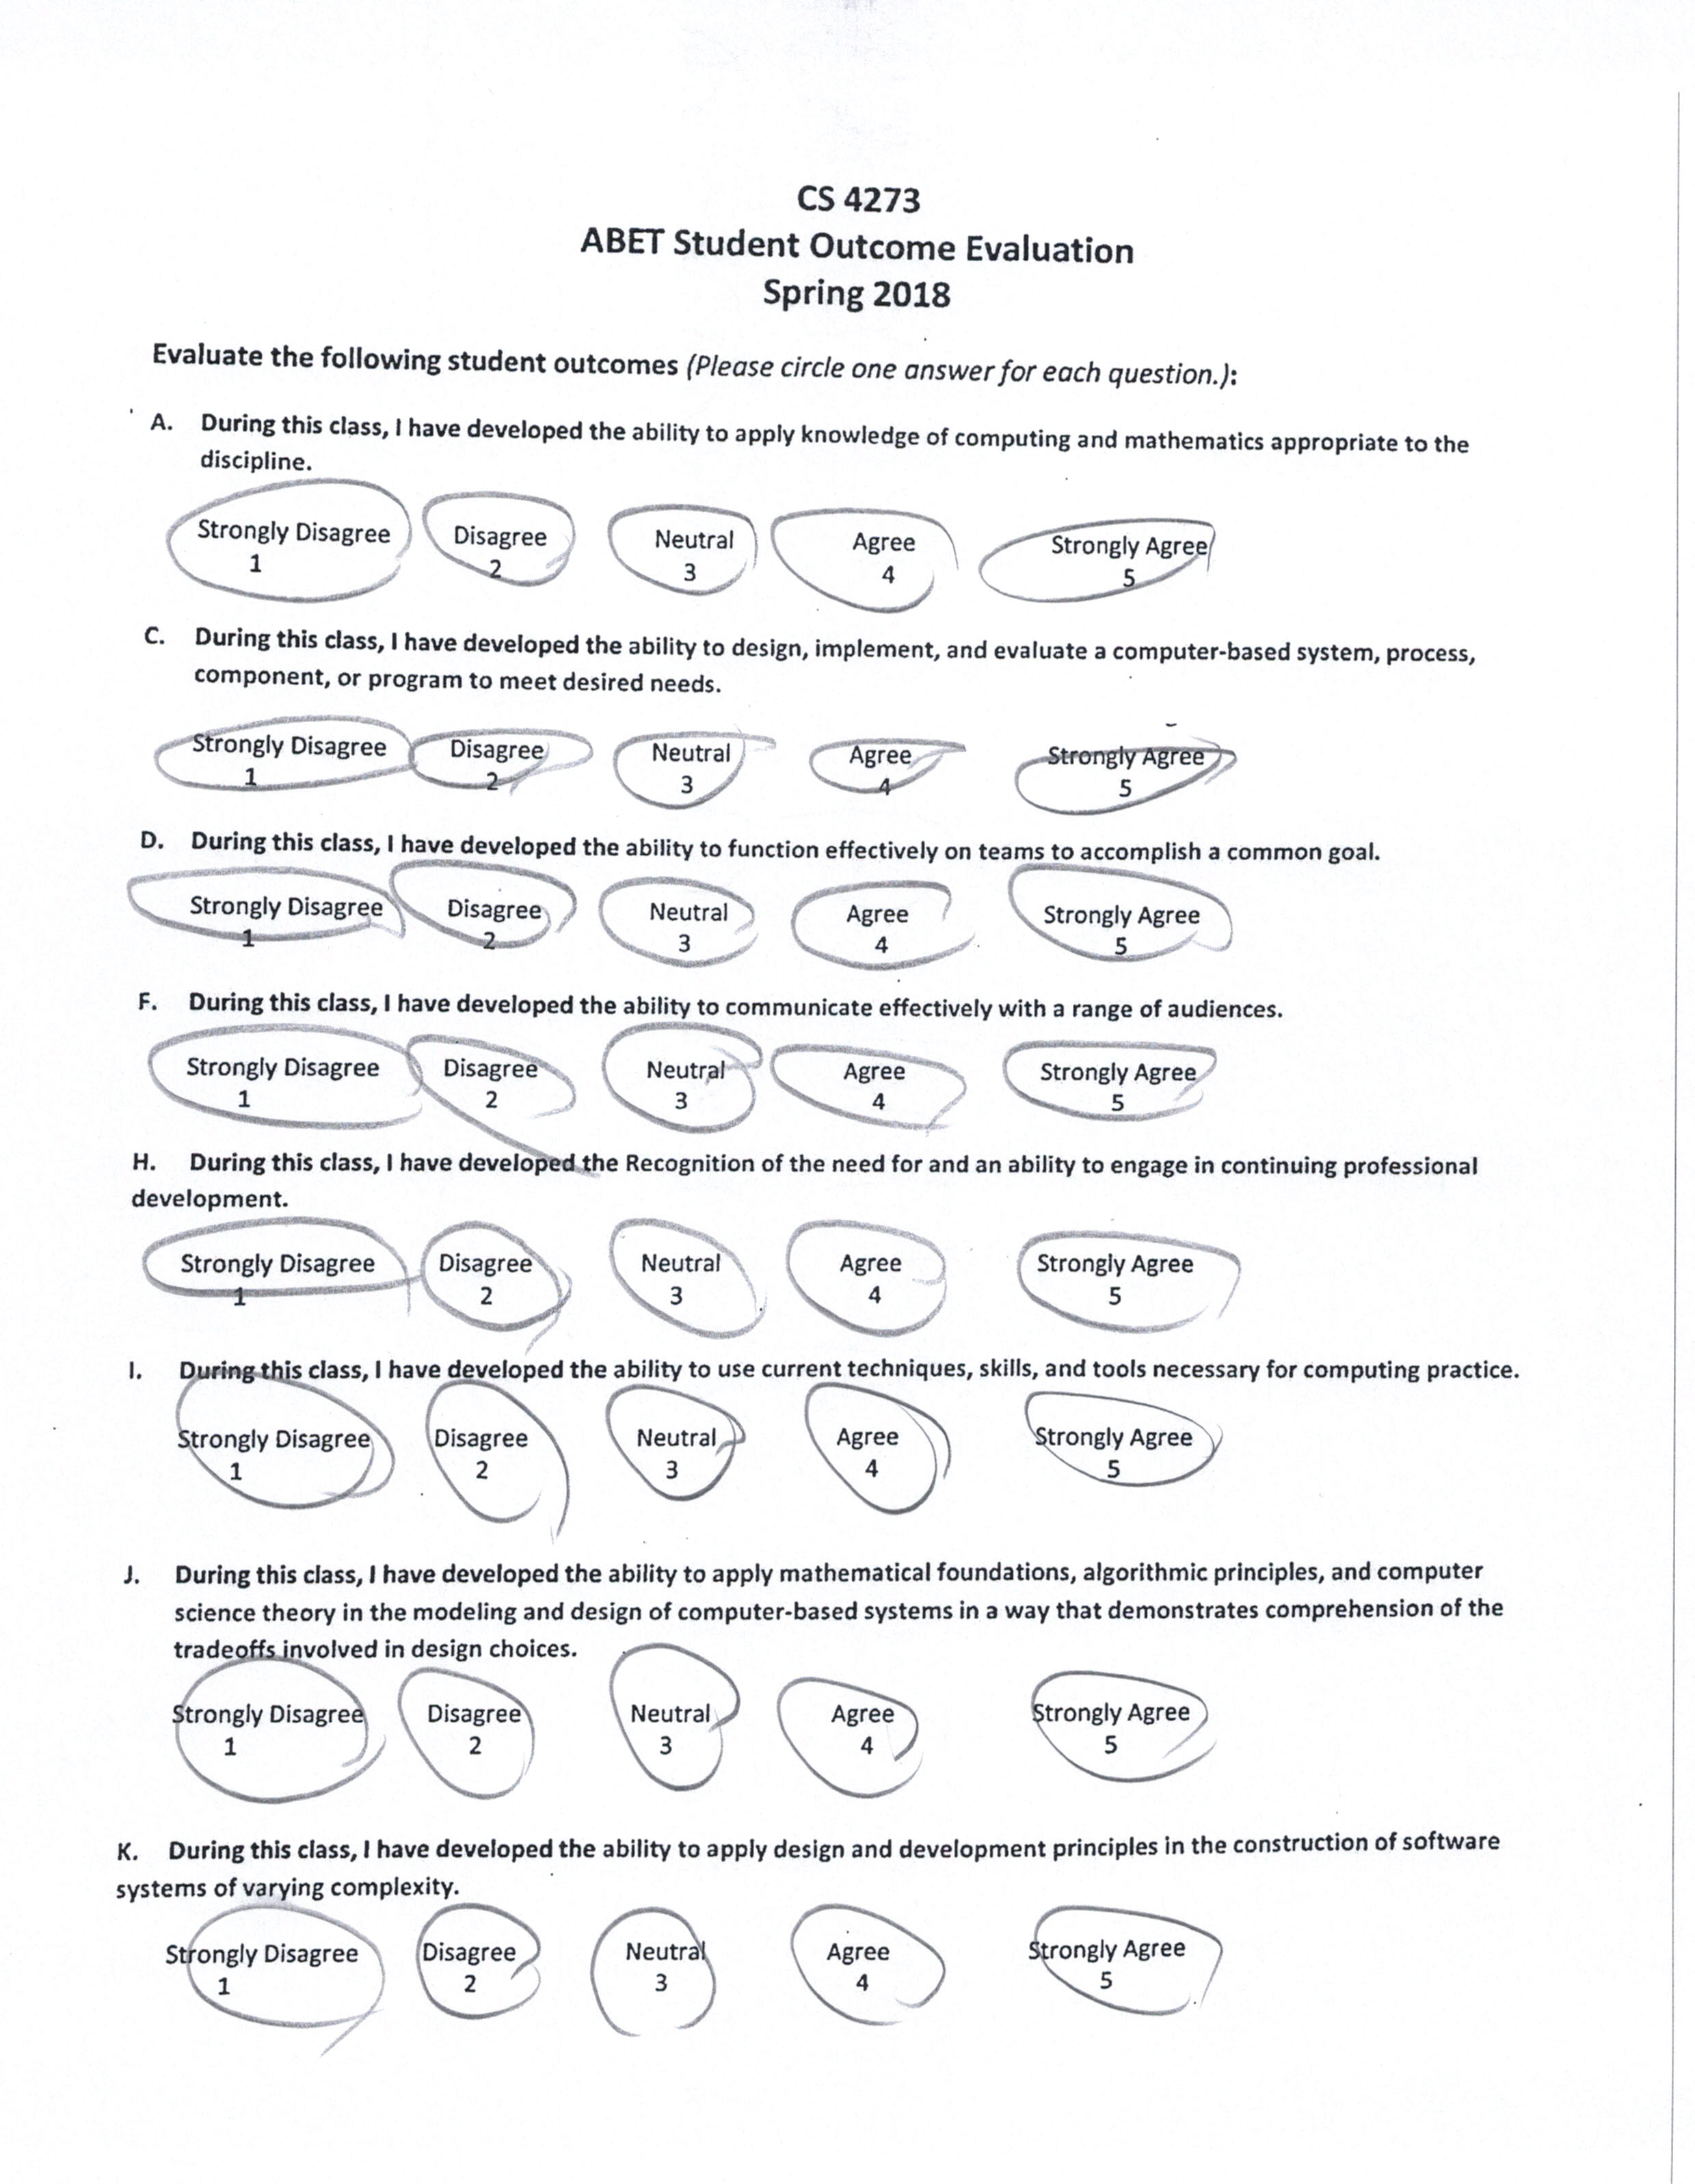 CS 4273
ABET Student Outcome Evaluation
Spring 2018
Evaluate the following student outcomes (Please circle one answer for each question.):
A. During this class, I have developed the ability to apply knowledge of computing and mathematics appropriate to the
discipline.
Strongly Disagree Disagree Neutral Agree Strongly Agree
1 2 3 4 5
C. During this class, I have developed the ability to design, implement, and evaluate a computer-based system, process,
component, or program to meet desired needs.
Strongly Disagree Disagree Neutral Agree Strongly Agree
1 2 3 4 5
D. During this class, I have developed the ability to function effectively on teams to accomplish a common goal.
Strongly Disagree Disagree Neutral Agree Strongly Agree
1 2 3 4 5
F. During this class, I have developed the ability to communicate effectively with a range of audiences.
Strongly Disagree Disagree Neutral Agree Strongly Agree
1 2 3 4 5
H. During this class, I have developed the Recognition of the need for and an ability to engage in continuing professional
development.
Strongly Disagree Disagree Neutral Agree Strongly Agree
1 2 3 4 5
I. During this class, I have developed the ability to use current techniques, skills, and tools necessary for computing practice.
Strongly Disagree Disagree Neutral Agree Strongly Agree
1 2 3 4 5
J. During this class, I have developed the ability to apply mathematical foundations, algorithmic principles, and computer
science theory in the modeling and design of computer-based systems in a way that demonstrates comprehension of the
tradeoffs involved in design choices.
Strongly Disagree Disagree Neutral Agree Strongly Agree
1 2 3 4 5
K. During this class, I have developed the ability to apply design and development principles in the construction of software
systems of varying complexity.
Strongly Disagree Disagree Neutral Agree Strongly Agree
1 2 3 4 5